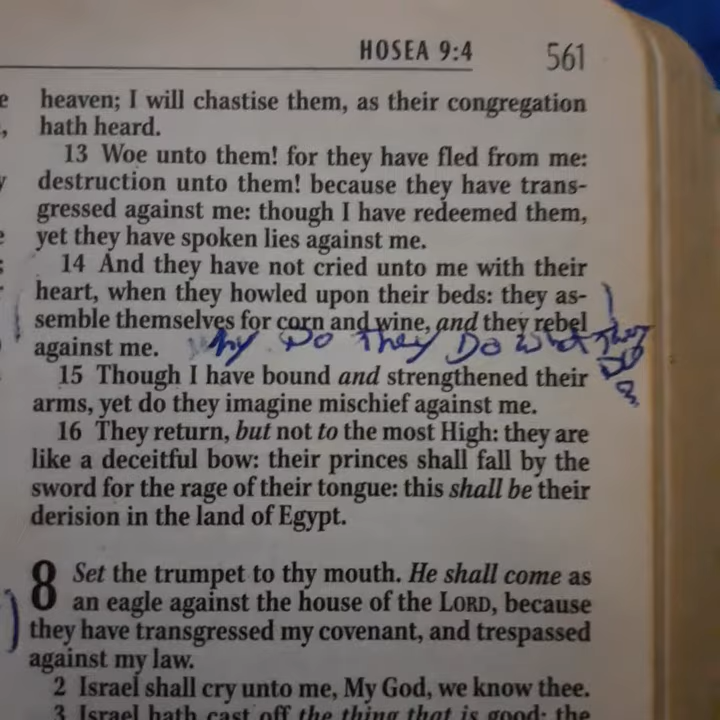 HOSEA 9:4 561
heaven; I will chastise them, as their congregation
hath heard.
13 Woe unto them! for they have fled from me:
destruction unto them! because they have trans-
gressed against me: though I have redeemed them,
yet they have spoken lies against me.
14 And they have not cried unto me with their
heart, when they howled upon their beds: they as-
semble themselves for corn and wine, and they rebel
against me. hy Do They Do what They
Do
15 Though I have bound and strengthened their
arms, yet do they imagine mischief against me.
16 They return, but not to the most High: they are
like a deceitful bow: their princes shall fall by the
sword for the rage of their tongue: this shall be their
derision in the land of Egypt.
8 Set the trumpet to thy mouth. He shall come as
an eagle against the house of the LORD, because
they have transgressed my covenant, and trespassed
against my law.
2 Israel shall cry unto me, My God, we know thee.
3 Israel hath cast off the thing that is good: the